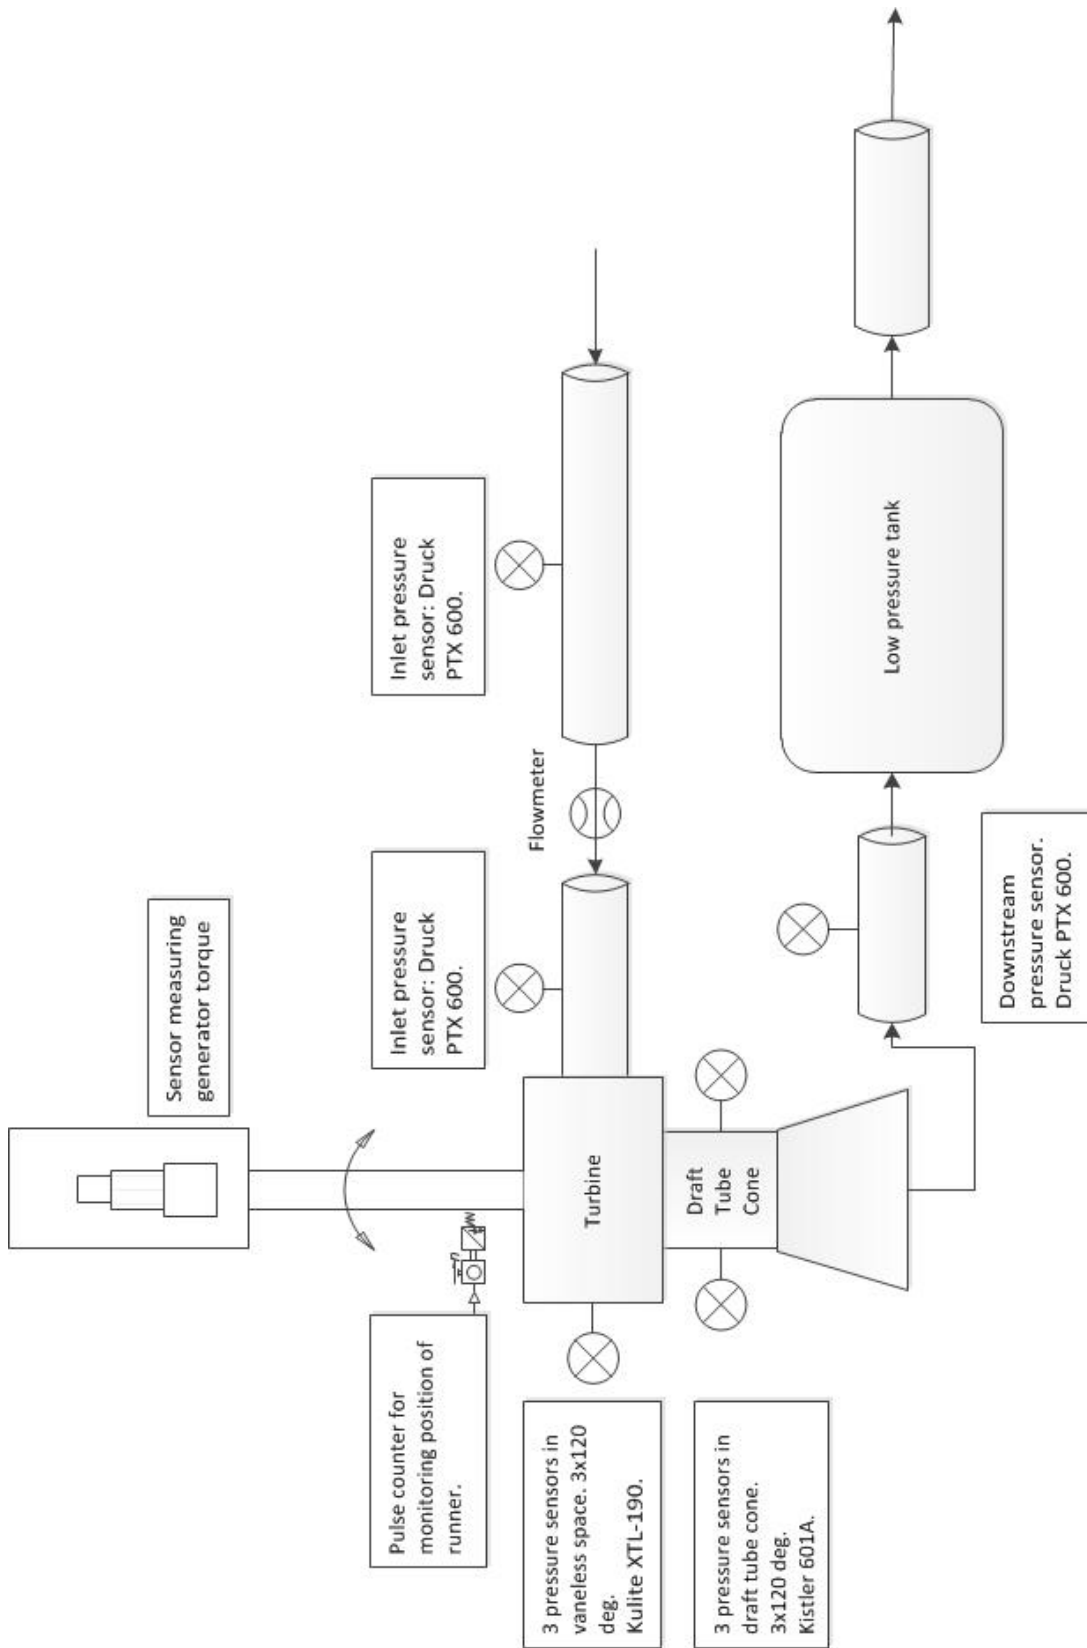 Sensor measuring
generator torque
Pulse counter for
monitoring position of
runner.
Inlet pressure
sensor: Druck
PTX 600.
Inlet pressure
sensor: Druck
PTX 600.
Flowmeter
3 pressure sensors in
vaneless space. 3x120
deg.
Kulite XTL-190.
Turbine
3 pressure sensors in
draft tube cone.
3x120 deg.
Kistler 601A.
Draft
Tube
Cone
Low pressure tank
Downstream
pressure sensor.
Druck PTX 600.